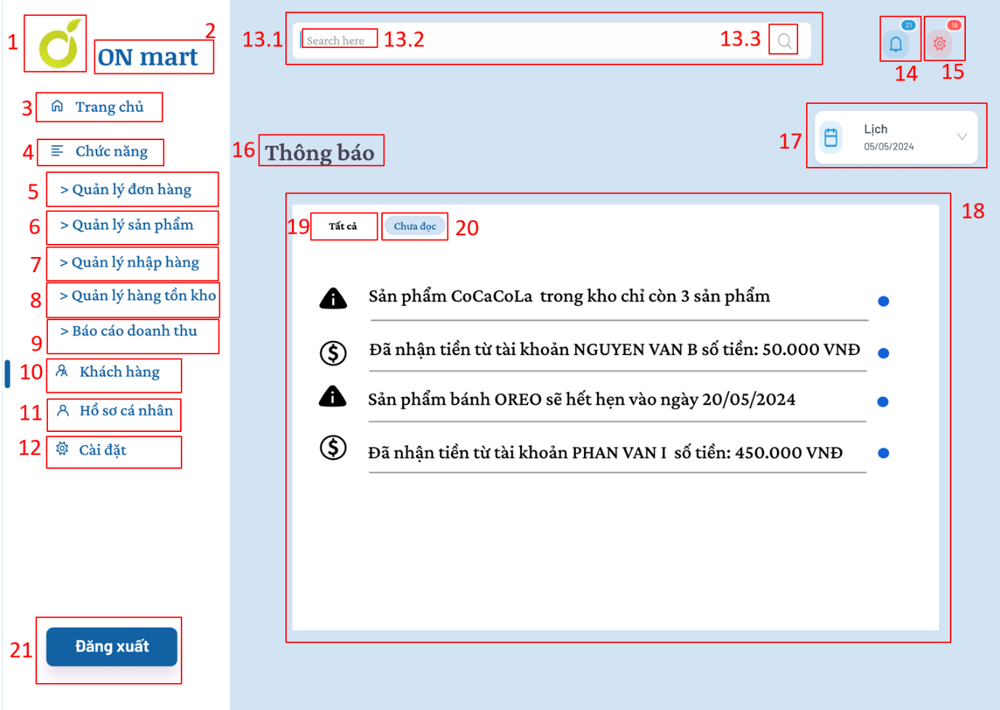 1
2
ON mart
3 Trang chủ
4 Chức năng
5 > Quản lý đơn hàng
6 > Quản lý sản phẩm
7 > Quản lý nhập hàng
8 > Quản lý hàng tồn kho
9 > Báo cáo doanh thu
10 Khách hàng
11 Hồ sơ cá nhân
12 Cài đặt
21 Đăng xuất
13.1 Search here 13.2 13.3
21
14
19
15
16 Thông báo
17 Lịch
05/05/2024
18
19 Tất cả Chưa đọc 20
Sản phẩm CoCaCoLa trong kho chỉ còn 3 sản phẩm
Đã nhận tiền từ tài khoản NGUYEN VAN B số tiền: 50.000 VNĐ
Sản phẩm bánh OREO sẽ hết hẹn vào ngày 20/05/2024
Đã nhận tiền từ tài khoản PHAN VAN I số tiền: 450.000 VNĐ